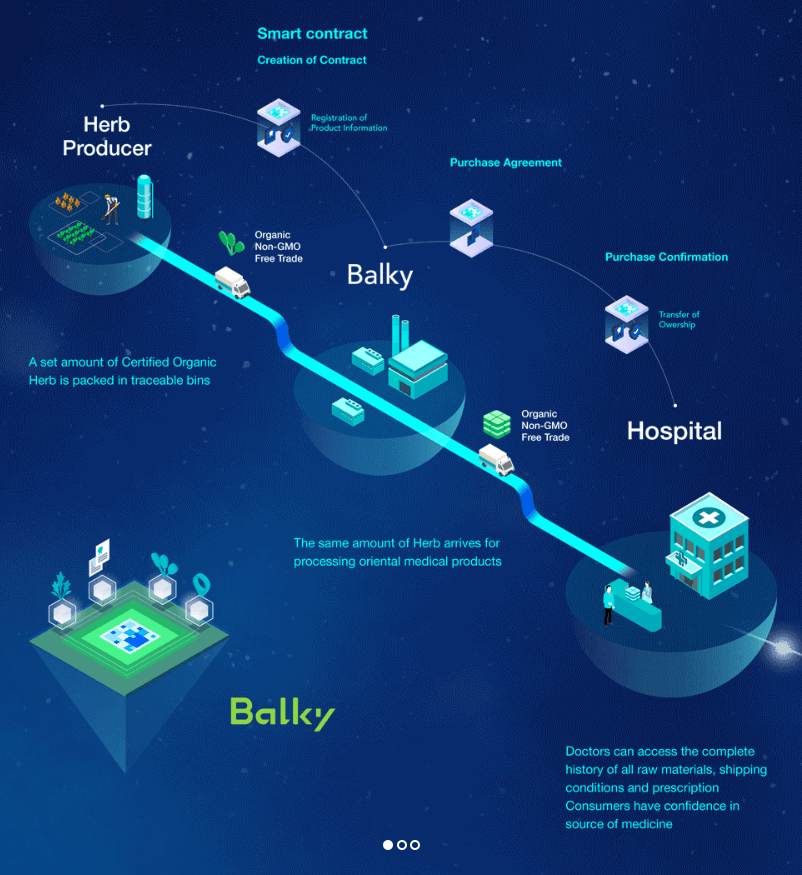 Smart contract
Creation of Contract
Herb
Producer
Registration of
Product Information
Purchase Agreement
Organic
Non-GMO
Free Trade
Balky
Purchase Confirmation
Transfer of
Owership
A set amount of Certified Organic
Herb is packed in traceable bins
Organic
Non-GMO
Free Trade
Hospital
The same amount of Herb arrives for
processing oriental medical products
Balky
Doctors can access the complete
history of all raw materials, shipping
conditions and prescription
Consumers have confidence in
source of medicine